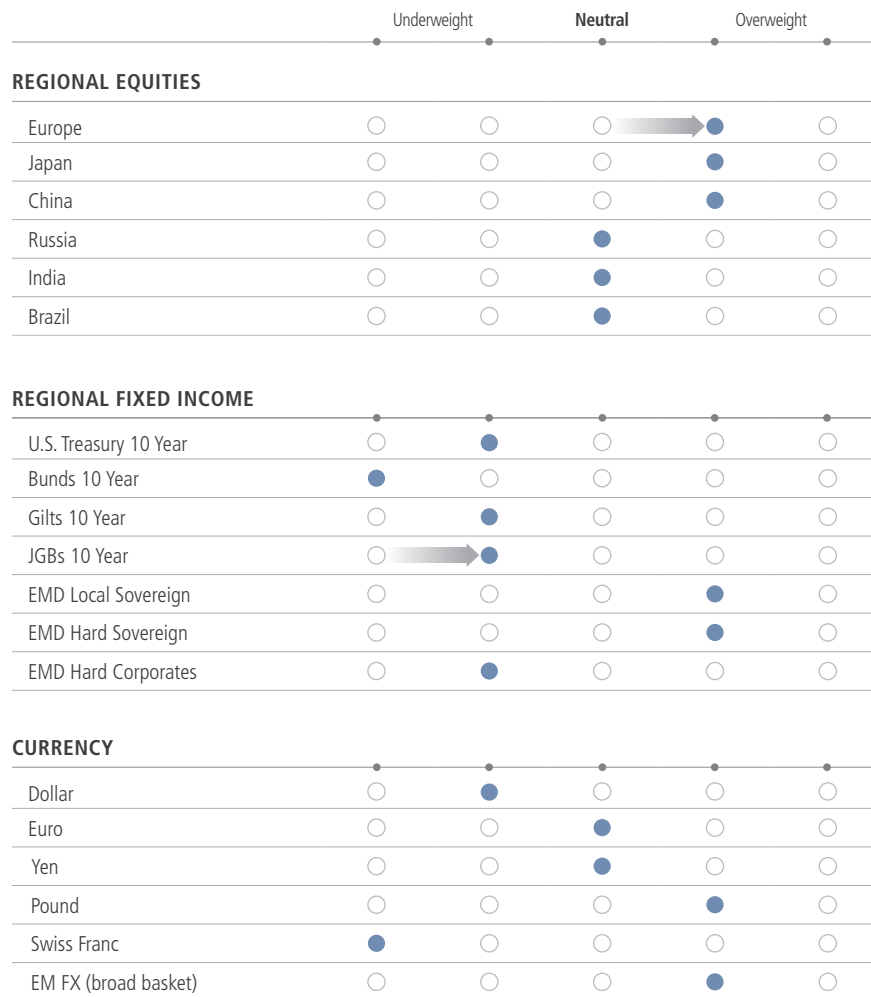 Underweight Neutral Overweight
REGIONAL EQUITIES
Europe
Japan
China
Russia
India
Brazil
REGIONAL FIXED INCOME
U.S. Treasury 10 Year
Bunds 10 Year
Gilts 10 Year
JGBs 10 Year
EMD Local Sovereign
EMD Hard Sovereign
EMD Hard Corporates
CURRENCY
Dollar
Euro
Yen
Pound
Swiss Franc
EM FX (broad basket)